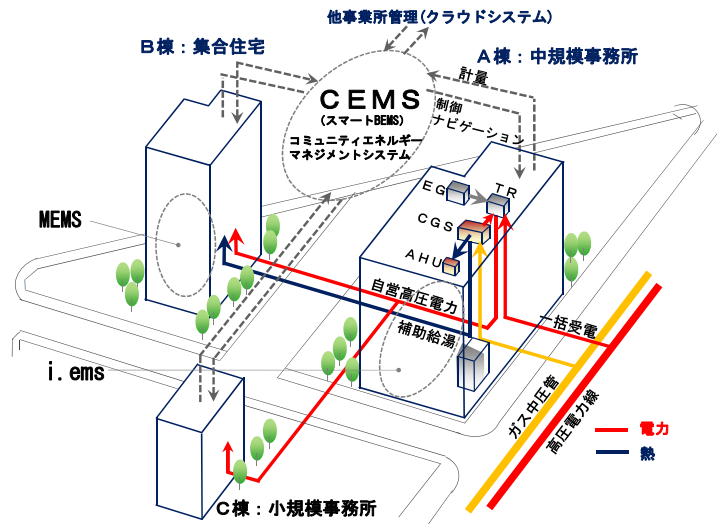 他事業所管理(クラウドシステム)
B棟：集合住宅
A棟：中規模事務所
計量
CEMS
(スマートBEMS)
コミュニティエネルギー
マネジメントシステム
制御
ナビゲーション
EG
TR
CGS
AHU
MEMS
自営高圧電力
補助給湯
一括受電
i.ems
ガス中圧管
高圧電力線
電力
熱
C棟：小規模事務所